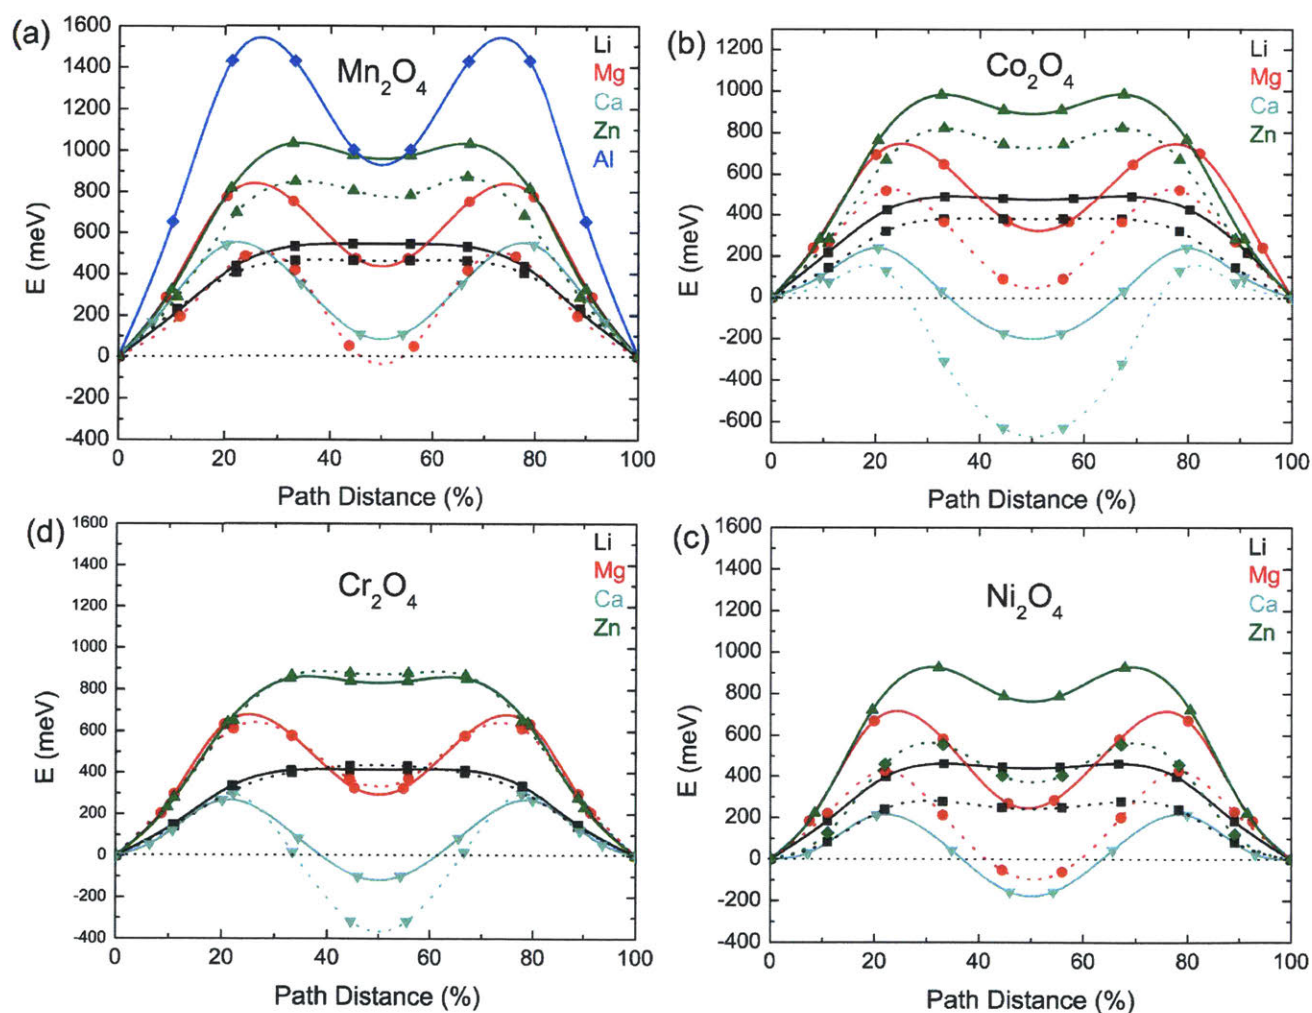 (a)
Mn2O4
Li
Mg
Ca
Zn
Al
E (meV)
1600
1400
1200
1000
800
600
400
200
0
-200
-400
0 20 40 60 80 100
Path Distance (%)
(b)
Co2O4
Li
Mg
Ca
Zn
E (meV)
1200
1000
800
600
400
200
0
-200
-400
-600
0 20 40 60 80 100
Path Distance (%)
(d)
Cr2O4
Li
Mg
Ca
Zn
E (meV)
1600
1400
1200
1000
800
600
400
200
0
-200
-400
0 20 40 60 80 100
Path Distance (%)
(c)
Ni2O4
Li
Mg
Ca
Zn
E (meV)
1600
1400
1200
1000
800
600
400
200
0
-200
-400
0 20 40 60 80 100
Path Distance (%)